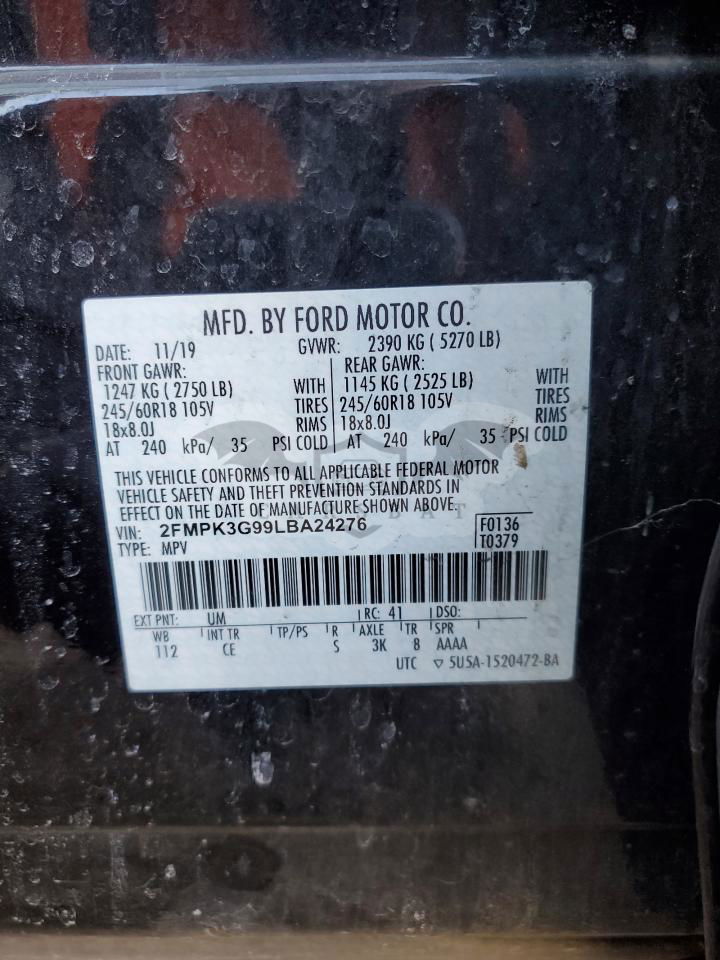 MFD. BY FORD MOTOR CO.
DATE: 11/19 GVWR: 2390 KG ( 5270 LB)
FRONT GAWR: REAR GAWR:
1247 KG ( 2750 LB) WITH 1145 KG ( 2525 LB) WITH
245/60R18 105V TIRES 245/60R18 105V TIRES
18x8.0J RIMS 18x8.0J RIMS
AT 240 kPa/ 35 PSI COLD AT 240 kPa/ 35 PSI COLD
THIS VEHICLE CONFORMS TO ALL APPLICABLE FEDERAL MOTOR
VEHICLE SAFETY AND THEFT PREVENTION STANDARDS IN
EFFECT ON THE DATE OF MANUFACTURE SHOWN ABOVE.
VIN: 2FMPK3G99LBA24276 F0136
TYPE: MPV T0379
EXT PNT: UM RC: 41 DSO:
WB INT TR TP/PS R AXLE TR SPR
112 CE S 3K 8 AAAA
UTC ▽ 5U5A-1520472-BA